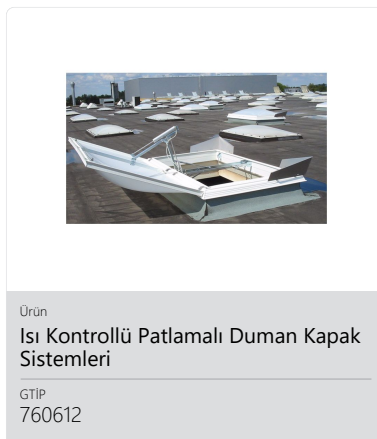 Ürün
Isı Kontrollü Patlamalı Duman Kapak
Sistemleri
GTİP
760612